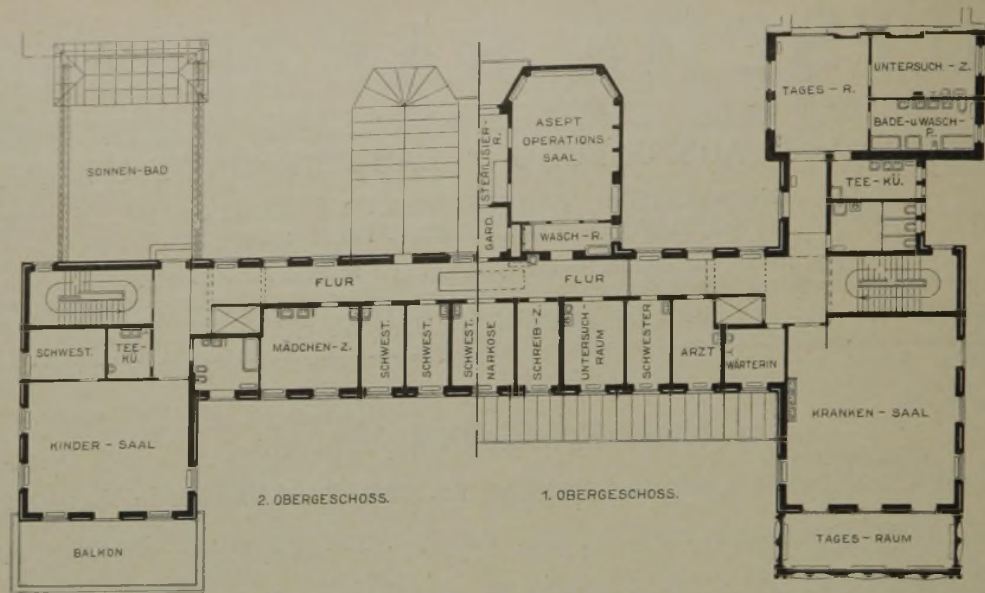 SONNEN-BAD
STERILISIER-
R.
ASEPT
OPERATIONS
SAAL
TAGES - R.
UNTERSUCH. - Z.
BADE- u. WASCH-
R.
TEE - KÜ.
GARD.
WASCH - R.
FLUR
FLUR
SCHWEST.
TEE-
KÜ.
MÄDCHEN - Z.
SCHWEST.
SCHWEST.
SCHWEST.
NARKOSE
SCHREIB - Z.
UNTERSUCH
RAUM
SCHWESTER
ARZT
WÄRTERIN
KINDER - SAAL
KRANKEN - SAAL
2. OBERGESCHOSS.
1. OBERGESCHOSS.
BALKON
TAGES - RAUM